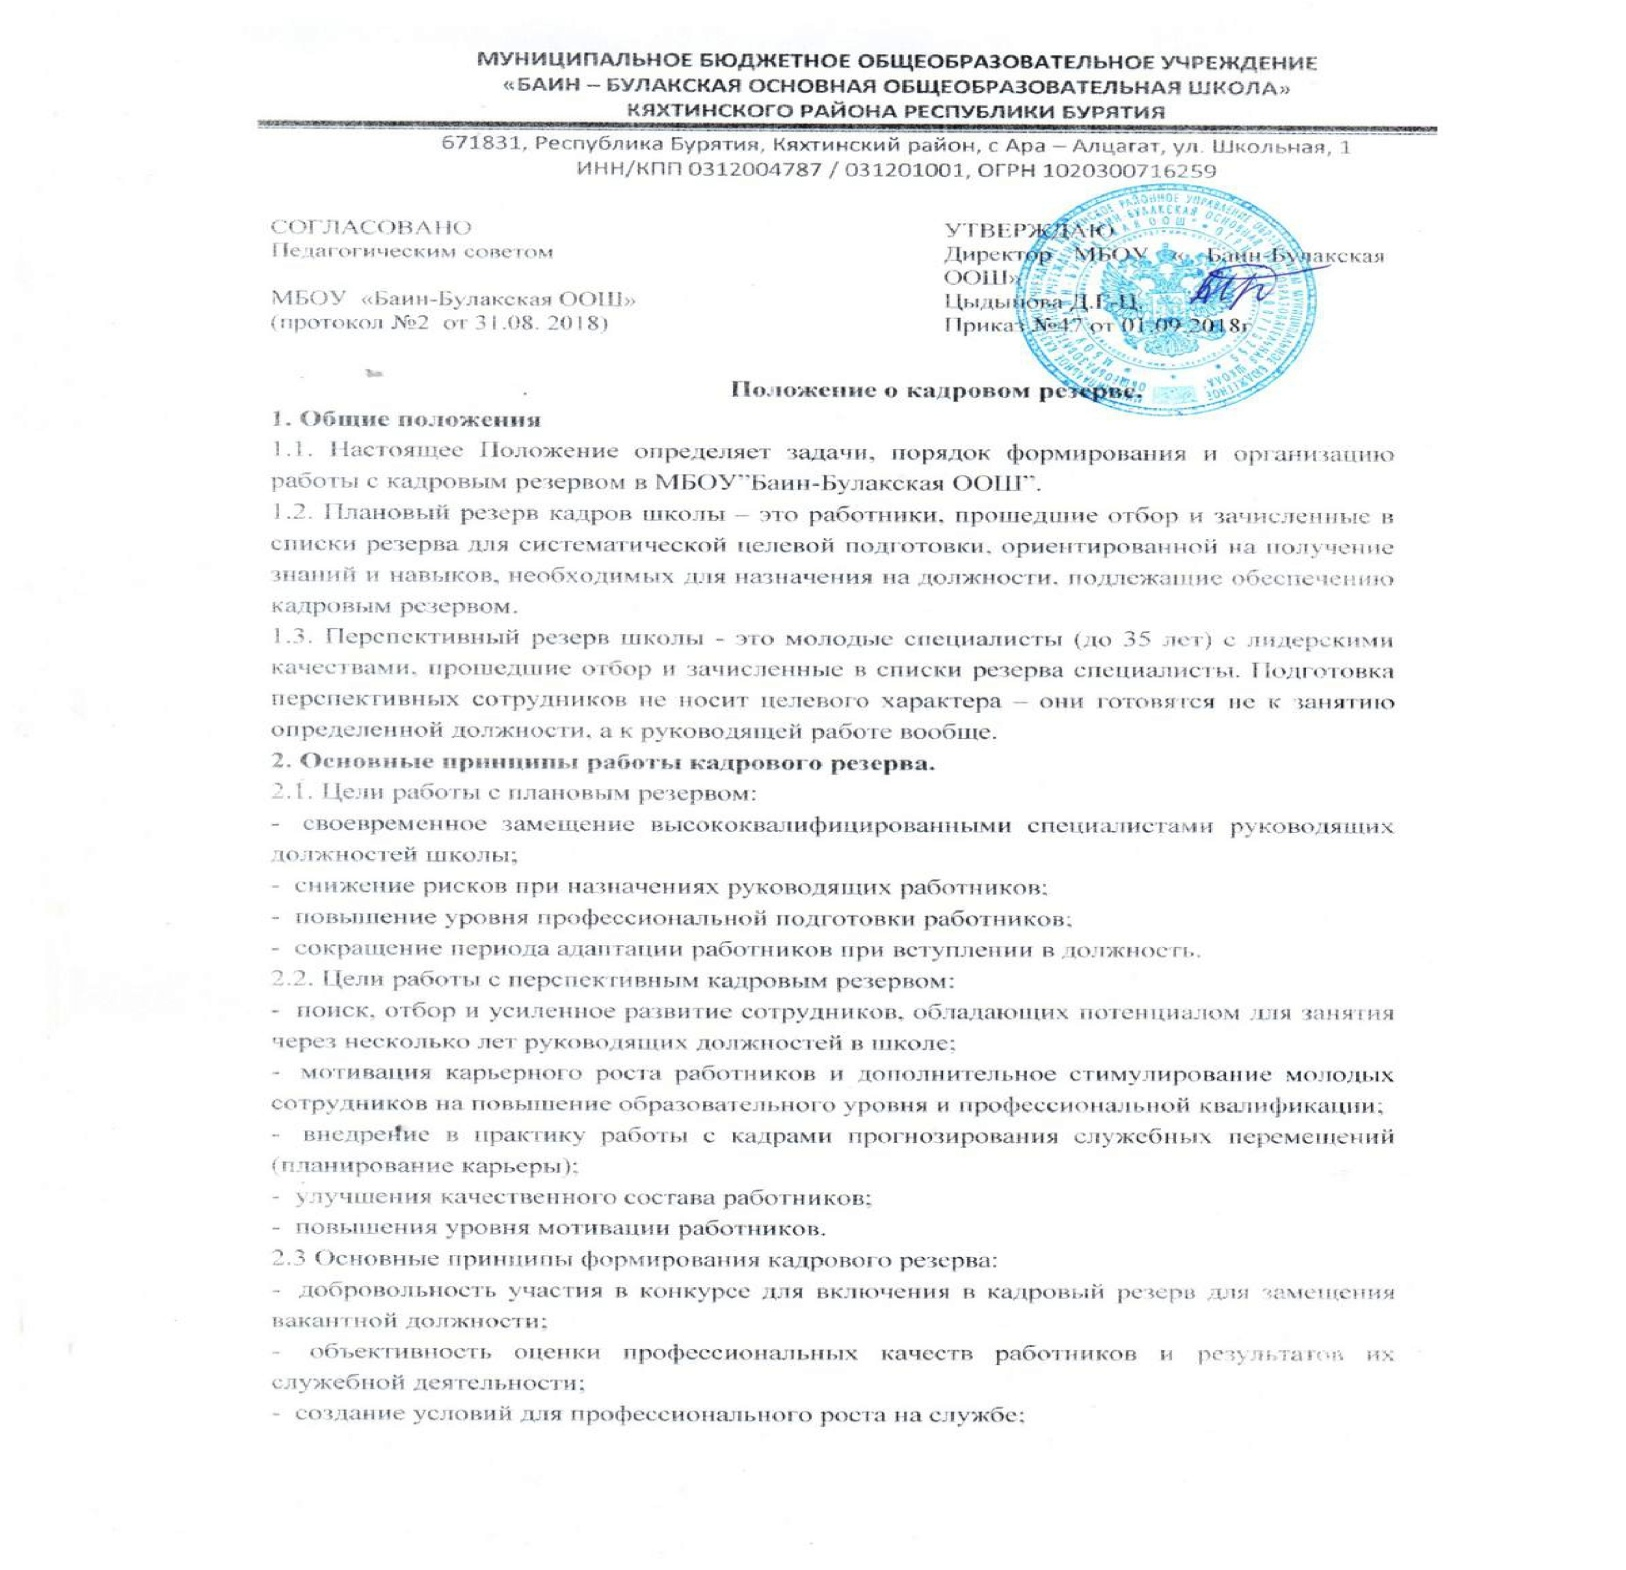 МУНИЦИПАЛЬНОЕ БЮДЖЕТНОЕ ОБЩЕОБРАЗОВАТЕЛЬНОЕ УЧРЕЖДЕНИЕ
«БАИН – БУЛАКСКАЯ ОСНОВНАЯ ОБЩЕОБРАЗОВАТЕЛЬНАЯ ШКОЛА»
КЯХТИНСКОГО РАЙОНА РЕСПУБЛИКИ БУРЯТИЯ
671831, Республика Бурятия, Кяхтинский район, с Ара – Алцагат, ул. Школьная, 1
ИНН/КПП 0312004787 / 031201001, ОГРН 1020300716259
СОГЛАСОВАНО
Педагогическим советом
МБОУ «Баин-Булакская ООШ»
(протокол №2 от 31.08. 2018)
УТВЕРЖДАЮ
Директор МБОУ « Баин-Булакская
ООШ»
Цыдыпова Д.Г-Ц.
Приказ №47 от 01.09.2018г
Положение о кадровом резерве.
1. Общие положения
1.1. Настоящее Положение определяет задачи, порядок формирования и организацию
работы с кадровым резервом в МБОУ”Баин-Булакская ООШ”.
1.2. Плановый резерв кадров школы – это работники, прошедшие отбор и зачисленные в
списки резерва для систематической целевой подготовки, ориентированной на получение
знаний и навыков, необходимых для назначения на должности, подлежащие обеспечению
кадровым резервом.
1.3. Перспективный резерв школы - это молодые специалисты (до 35 лет) с лидерскими
качествами, прошедшие отбор и зачисленные в списки резерва специалисты. Подготовка
перспективных сотрудников не носит целевого характера – они готовятся не к занятию
определенной должности, а к руководящей работе вообще.
2. Основные принципы работы кадрового резерва.
2.1. Цели работы с плановым резервом:
- своевременное замещение высококвалифицированными специалистами руководящих
должностей школы;
- снижение рисков при назначениях руководящих работников;
- повышение уровня профессиональной подготовки работников;
- сокращение периода адаптации работников при вступлении в должность.
2.2. Цели работы с перспективным кадровым резервом:
- поиск, отбор и усиленное развитие сотрудников, обладающих потенциалом для занятия
через несколько лет руководящих должностей в школе;
- мотивация карьерного роста работников и дополнительное стимулирование молодых
сотрудников на повышение образовательного уровня и профессиональной квалификации;
- внедрение в практику работы с кадрами прогнозирования служебных перемещений
(планирование карьеры);
- улучшения качественного состава работников;
- повышения уровня мотивации работников.
2.3 Основные принципы формирования кадрового резерва:
- добровольность участия в конкурсе для включения в кадровый резерв для замещения
вакантной должности;
- объективность оценки профессиональных качеств работников и результатов их
служебной деятельности;
- создание условий для профессионального роста на службе;